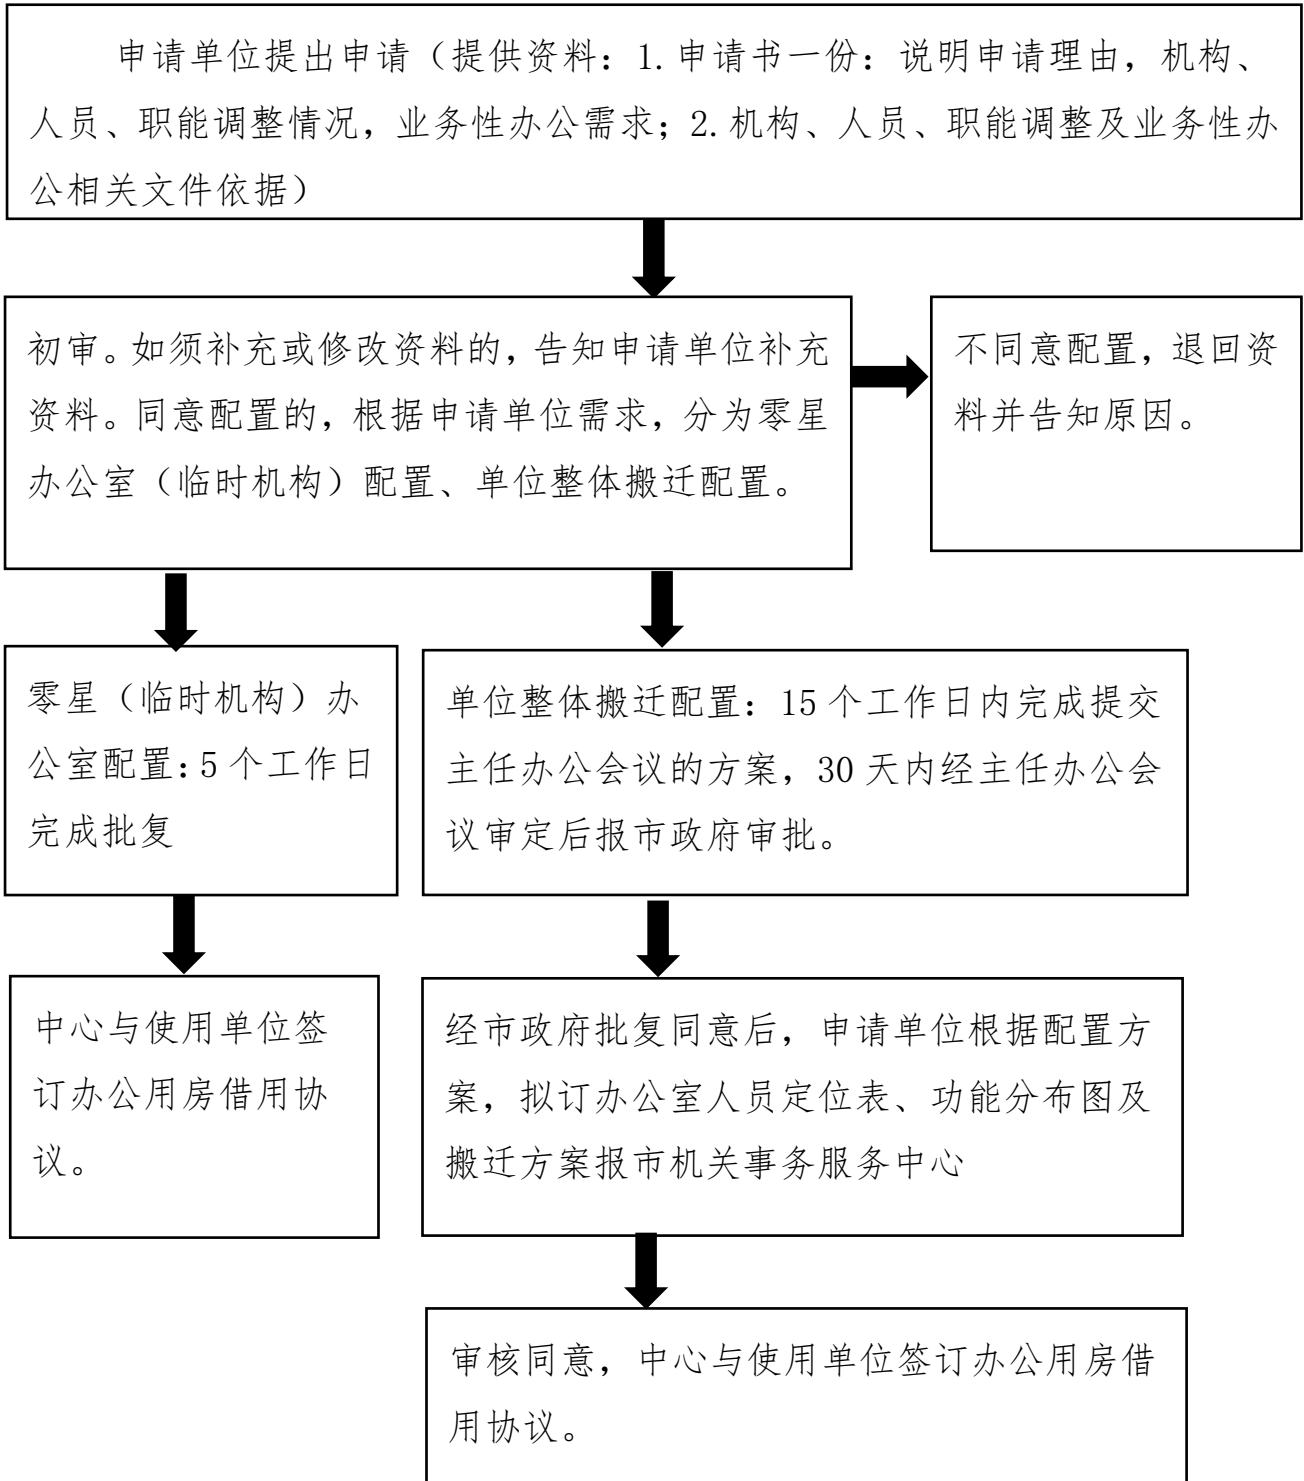 申请单位提出申请（提供资料：1.申请书一份：说明申请理由，机构、
人员、职能调整情况，业务性办公需求；2.机构、人员、职能调整及业务性办
公相关文件依据）
初审。如须补充或修改资料的，告知申请单位补充
资料。同意配置的，根据申请单位需求，分为零星
办公室（临时机构）配置、单位整体搬迁配置。
不同意配置，退回资
料并告知原因。
零星（临时机构）办
公室配置：5个工作日
完成批复
单位整体搬迁配置：15个工作日内完成提交
主任办公会议的方案，30天内经主任办公会
议审定后报市政府审批。
中心与使用单位签
订办公用房借用协
议。
经市政府批复同意后，申请单位根据配置方
案，拟订办公室人员定位表、功能分布图及
搬迁方案报市机关事务服务中心
审核同意，中心与使用单位签订办公用房借
用协议。